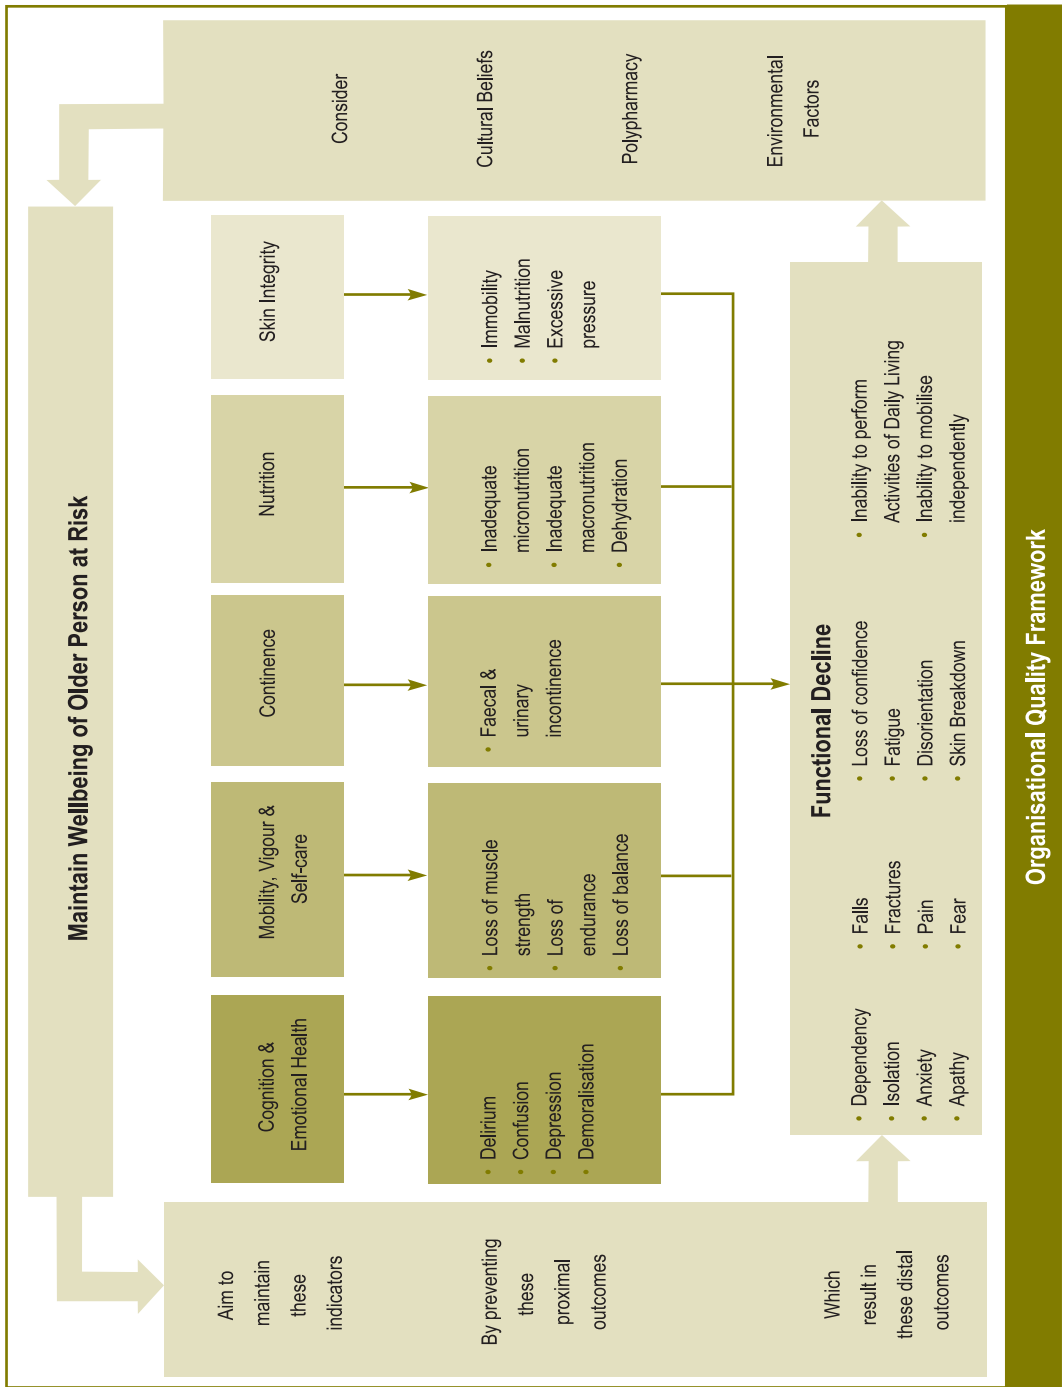 Maintain Wellbeing of Older Person at Risk
Aim to
maintain
these
indicators
Cognition &
Emotional Health
Mobility, Vigour &
Self-care
Continence
Nutrition
Skin Integrity
Consider
Cultural Beliefs
Polypharmacy
Environmental
Factors
By preventing
these
proximal
outcomes
• Delirium
• Confusion
• Depression
• Demoralisation
• Loss of muscle
strength
• Loss of
endurance
• Loss of balance
• Faecal &
urinary
incontinence
• Inadequate
micronutrition
• Inadequate
macronutrition
• Dehydration
• Immobility
• Malnutrition
• Excessive
pressure
Which
result in
these distal
outcomes
Functional Decline
• Dependency
• Isolation
• Anxiety
• Apathy
• Falls
• Fractures
• Pain
• Fear
• Loss of confidence
• Fatigue
• Disorientation
• Skin Breakdown
• Inability to perform
Activities of Daily Living
• Inability to mobilise
independently
Organisational Quality Framework